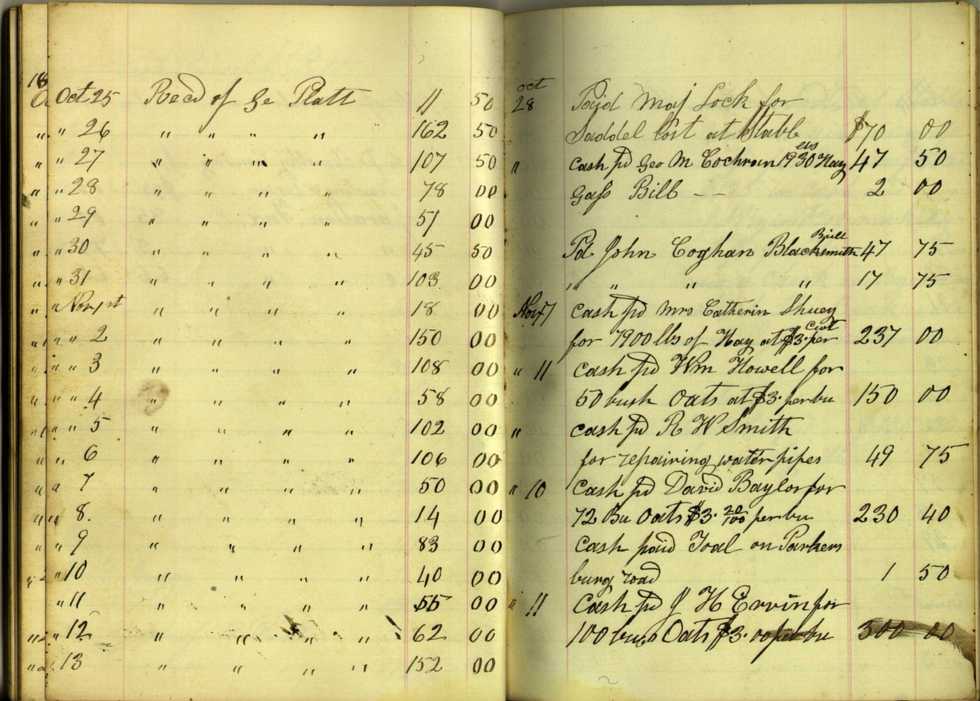 18
Oct 25 Recd of Ge Platt 11 50
" " 26 " " " " 162 50
" " 27 " " " " 107 50
" " 28 " " " " 78 00
" " 29 " " " " 51 00
" " 30 " " " " 45 50
" " 31 " " " " 103 00
" " Nov 1st " " " " 18 00
" " " 2 " " " " 150 00
" " " 3 " " " " 108 00
" " " 4 " " " " 58 00
" " " 5 " " " " 102 00
" " 6 " " " " 106 00
" " 7 " " " " 50 00
" " 8. " " " " 14 00
" " 9 " " " " 83 00
" 10 " " " " 40 00
" 11 " " " " 55 00
" " 12 " " " " 62 00
" " 13 " " " " 152 00
oct
28 Payd Maj Lock for
Saddel lost at Stable $70 00
" cash pd Geo M Cochran 1930 lbs Hay 47 50
Gass Bill — 2 00
Pd John Coghan Blacksmith Bill 47 75
" " " " 17 75
Nov 7 cash pd Mrs Catherin Shuey
for 7900 lbs of Hay at $3. per Cwt 237 00
" 11 cash pd Wm Howell for
50 bush Oats at $3. per bu 150 00
" cash pd R W Smith
for repairing water pipes 49 75
" 10 Cash pd David Baylor for
72 Bu Oats $3. 20/100 per bu 230 40
Cash paid Toal on Parkers
burg road 1 50
" 11 Cash pd J H Ervin for
100 bus Oats $3.00 per bu 300 00